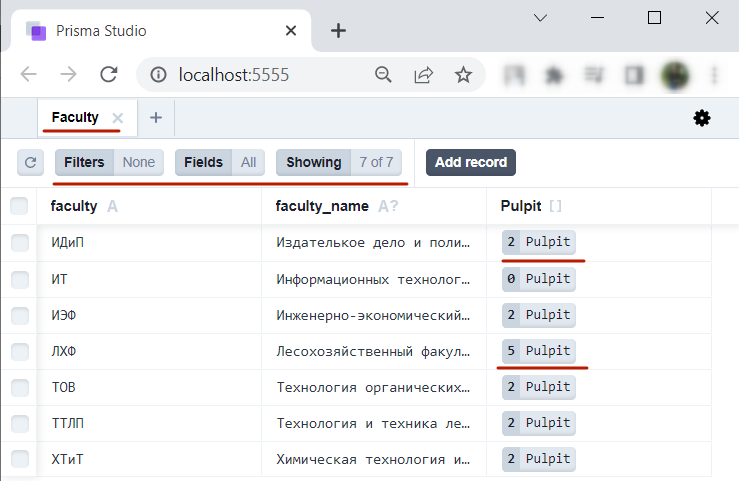 Prisma Studio
localhost:5555
Faculty
Filters None Fields All Showing 7 of 7 Add record
faculty A faculty_name A? Pulpit []
ИДиП Издателькое дело и поли… 2 Pulpit
ИТ Информационных технолог… 0 Pulpit
ИЭФ Инженерно-экономический… 2 Pulpit
ЛХФ Лесохозяйственный факул… 5 Pulpit
ТОВ Технология органических… 2 Pulpit
ТТЛП Технология и техника ле… 2 Pulpit
ХТиТ Химическая технология и… 2 Pulpit